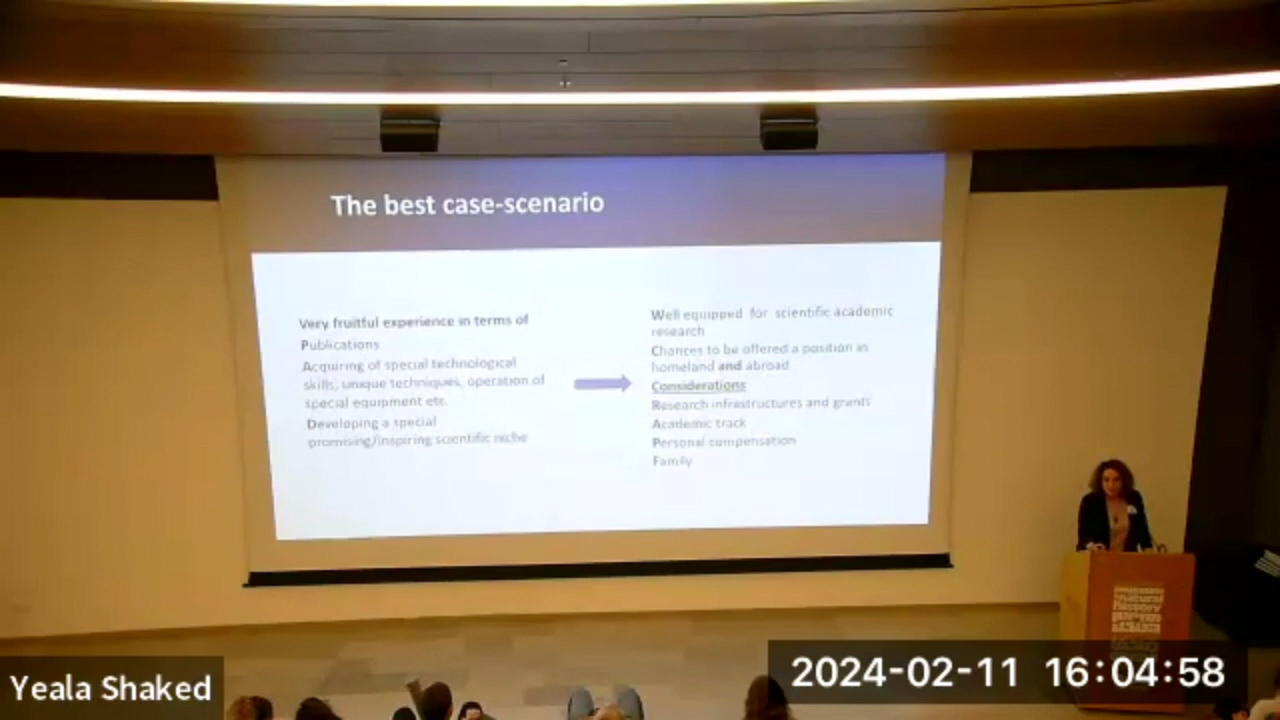 The best case-scenario
Very fruitful experience in terms of
Publications
Acquiring of special technological
skills, unique techniques, operation of
special equipment etc.
Developing a special
promising/inspiring scientific niche
Well equipped for scientific academic
research
Chances to be offered a position in
homeland and abroad
Considerations
Research infrastructures and grants
Academic track
Personal compensation
Family
natural
history
Yeala Shaked
2024-02-11 16:04:58